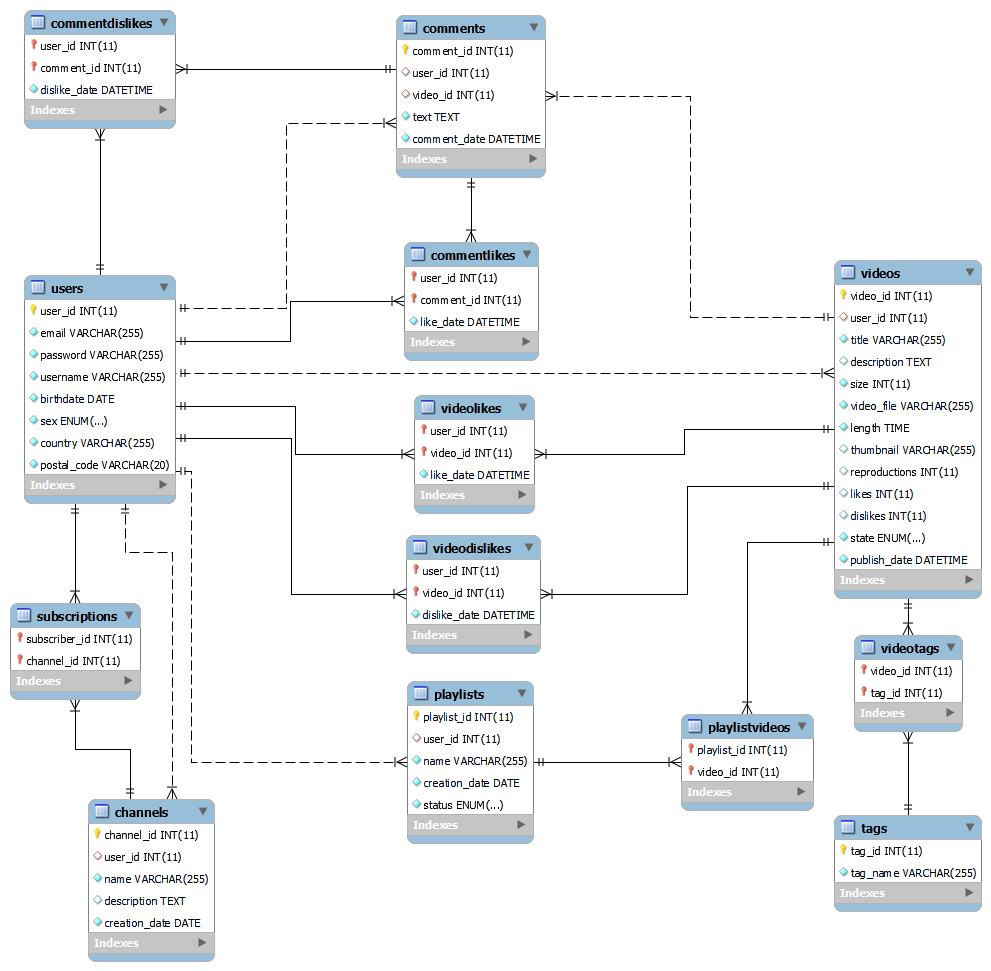 commentdislikes
user_id INT(11)
comment_id INT(11)
dislike_date DATETIME
Indexes
comments
comment_id INT(11)
user_id INT(11)
video_id INT(11)
text TEXT
comment_date DATETIME
Indexes
commentlikes
user_id INT(11)
comment_id INT(11)
like_date DATETIME
Indexes
users
user_id INT(11)
email VARCHAR(255)
password VARCHAR(255)
username VARCHAR(255)
birthdate DATE
sex ENUM(...)
country VARCHAR(255)
postal_code VARCHAR(20)
Indexes
videos
video_id INT(11)
user_id INT(11)
title VARCHAR(255)
description TEXT
size INT(11)
video_file VARCHAR(255)
length TIME
thumbnail VARCHAR(255)
reproductions INT(11)
likes INT(11)
dislikes INT(11)
state ENUM(...)
publish_date DATETIME
Indexes
videolikes
user_id INT(11)
video_id INT(11)
like_date DATETIME
Indexes
videodislikes
user_id INT(11)
video_id INT(11)
dislike_date DATETIME
Indexes
subscriptions
subscriber_id INT(11)
channel_id INT(11)
Indexes
videotags
video_id INT(11)
tag_id INT(11)
Indexes
playlists
playlist_id INT(11)
user_id INT(11)
name VARCHAR(255)
creation_date DATE
status ENUM(...)
Indexes
playlistvideos
playlist_id INT(11)
video_id INT(11)
Indexes
channels
channel_id INT(11)
user_id INT(11)
name VARCHAR(255)
description TEXT
creation_date DATE
Indexes
tags
tag_id INT(11)
tag_name VARCHAR(255)
Indexes